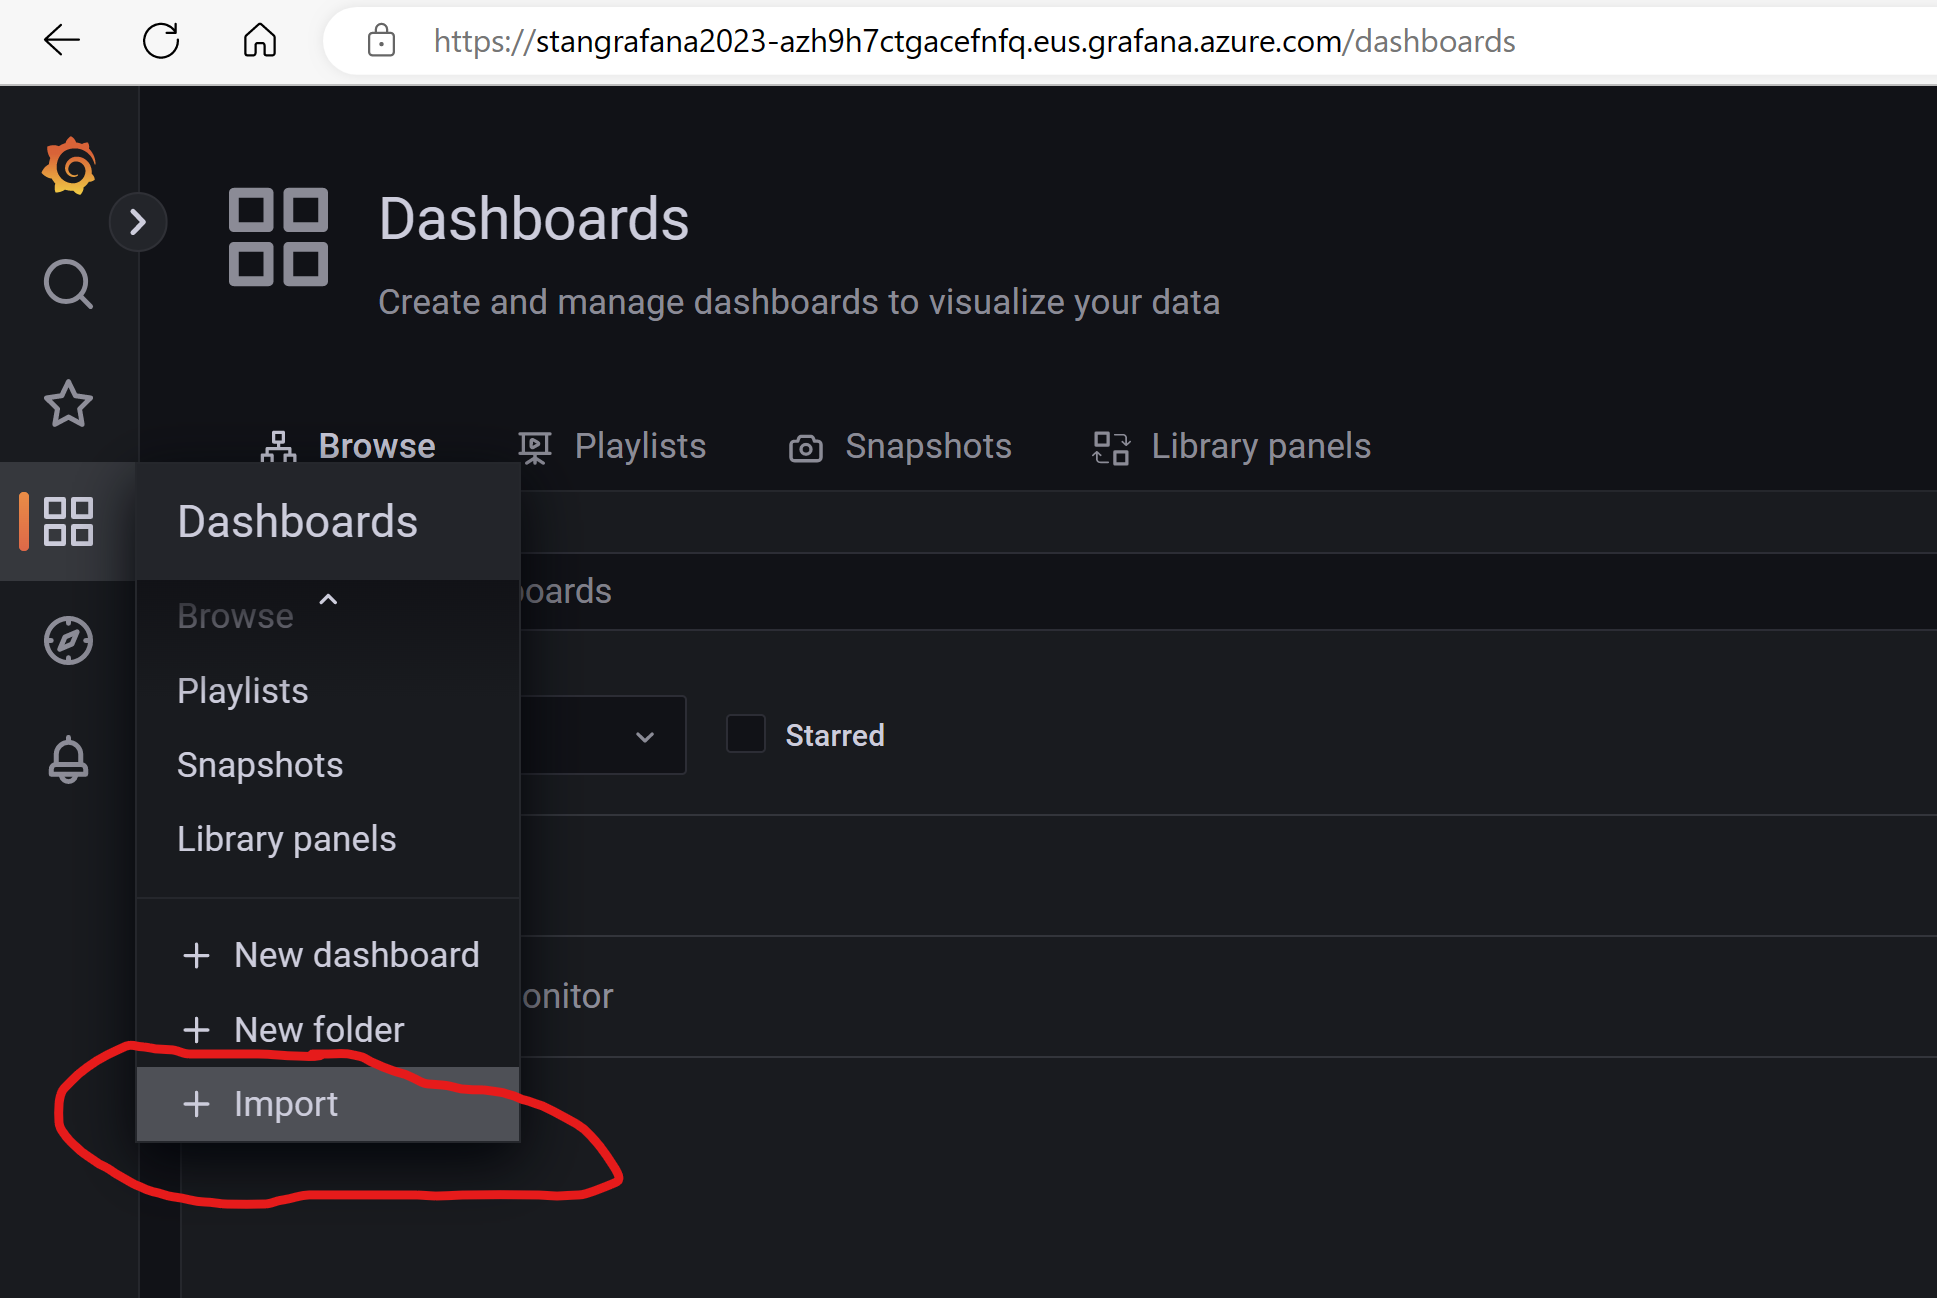 https://stangrafana2023-azh9h7ctgacefnfq.eus.grafana.azure.com/dashboards
Dashboards
Create and manage dashboards to visualize your data
Browse Playlists Snapshots Library panels
Dashboards
Browse
Playlists
Snapshots
Library panels
+ New dashboard
+ New folder
+ Import
boards
Starred
onitor